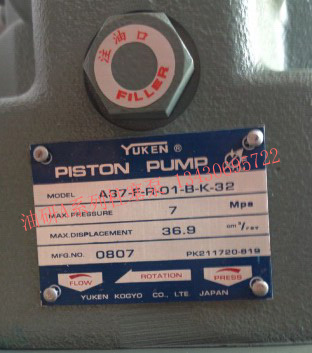 注油口
FILLER
YUKEN ®
PISTON PUMP
MODEL A37-F-R-01-B-K-32
MAX. PRESSURE 7 Mpa
MAX. DISPLACEMENT 36.9 cm³/rev
MFG.NO. 0807 PK211720-819
FLOW ROTATION PRESS
YUKEN KOGYO CO., LTE JAPAN